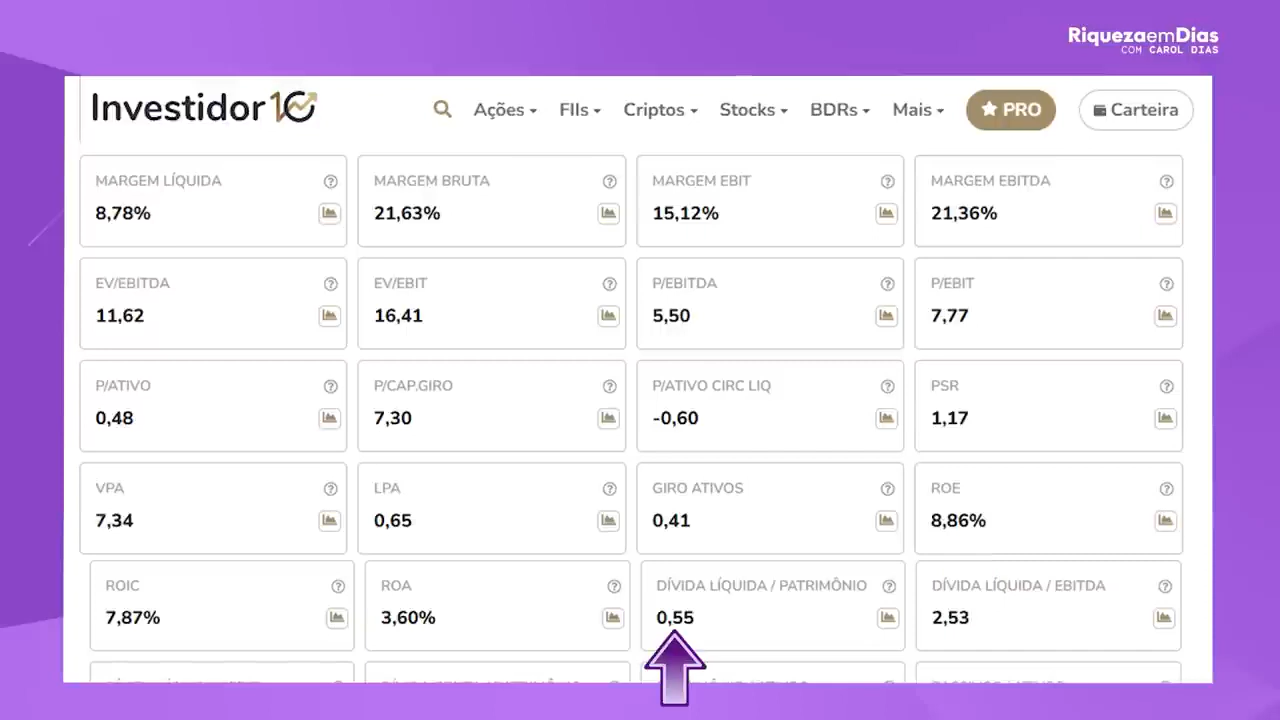 RiquezaemDias
COM CAROL DIAS
Investidor10
Ações FIIs Criptos Stocks BDRs Mais PRO Carteira
MARGEM LÍQUIDA MARGEM BRUTA MARGEM EBIT MARGEM EBITDA
8,78% 21,63% 15,12% 21,36%
EV/EBITDA EV/EBIT P/EBITDA P/EBIT
11,62 16,41 5,50 7,77
P/ATIVO P/CAP.GIRO P/ATIVO CIRC LIQ PSR
0,48 7,30 -0,60 1,17
VPA LPA GIRO ATIVOS ROE
7,34 0,65 0,41 8,86%
ROIC ROA DÍVIDA LÍQUIDA / PATRIMÔNIO DÍVIDA LÍQUIDA / EBITDA
7,87% 3,60% 0,55 2,53